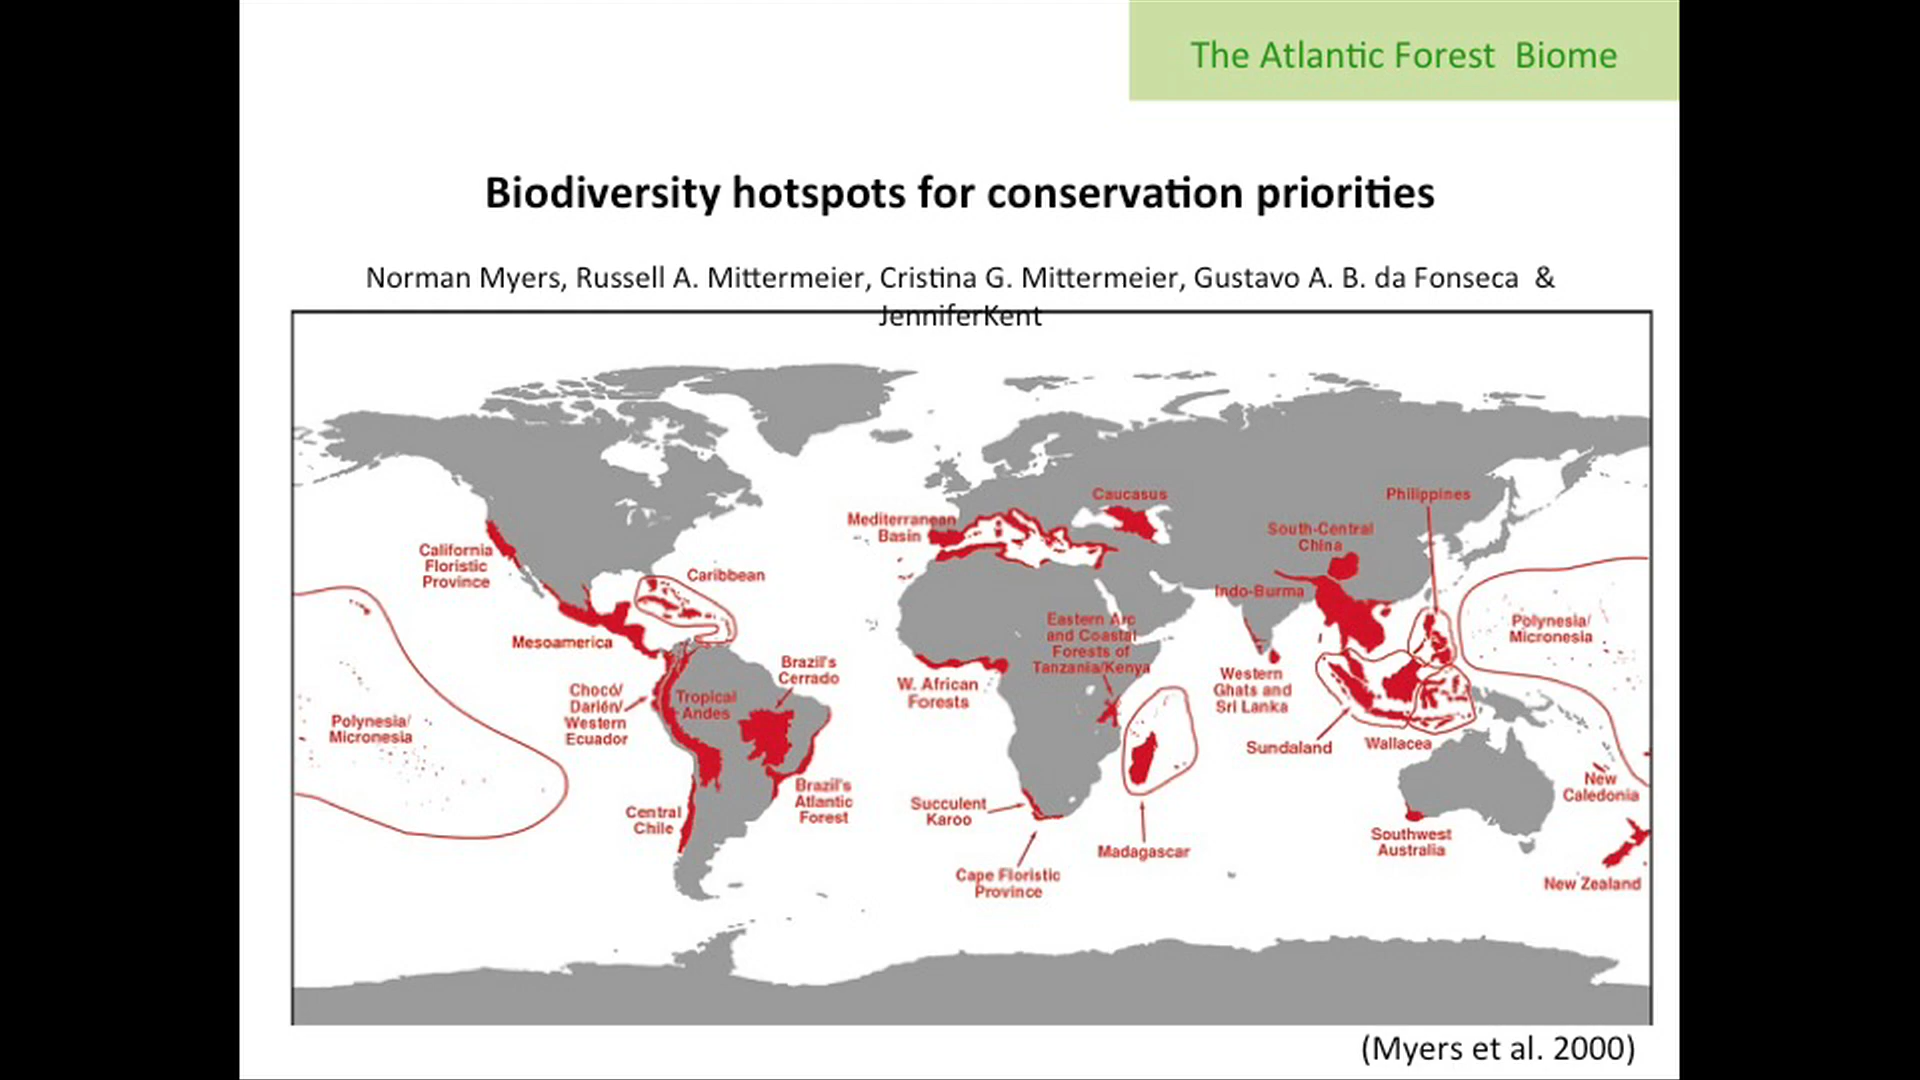 The Atlantic Forest Biome
Biodiversity hotspots for conservation priorities
Norman Myers, Russell A. Mittermeier, Cristina G. Mittermeier, Gustavo A. B. da Fonseca &
JenniferKent
Caucasus
Philippines
Mediterranean
Basin
South-Central
China
California
Floristic
Province
Caribbean
Indo-Burma
Mesoamerica
Eastern Arc
and Coastal
Forests of
Tanzania/Kenya
Polynesia/
Micronesia
Brazil's
Cerrado
Chocó/
Darién/
Western
Ecuador
Tropical
Andes
W. African
Forests
Western
Ghats and
Sri Lanka
Polynesia/
Micronesia
Sundaland
Wallacea
Brazil's
Atlantic
Forest
Central
Chile
Succulent
Karoo
New
Caledonia
Madagascar
Southwest
Australia
Cape Floristic
Province
New Zealand
(Myers et al. 2000)